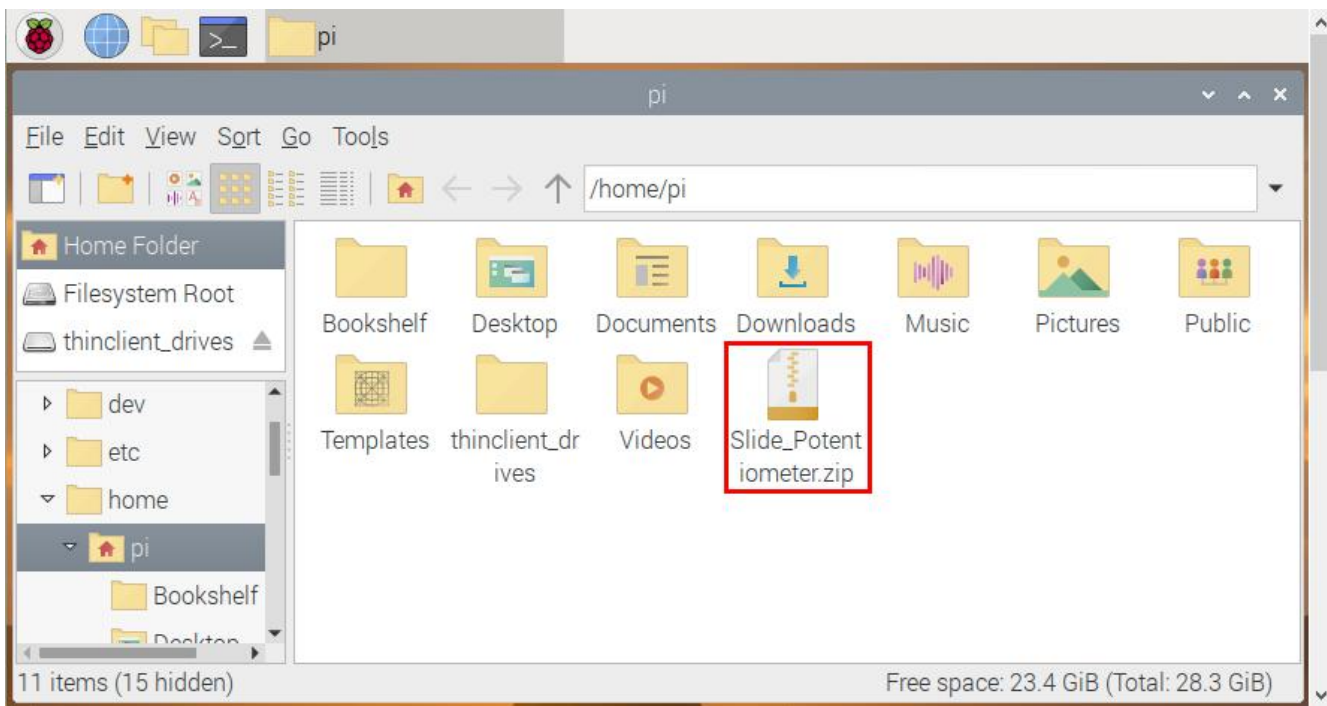 pi
pi
File Edit View Sort Go Tools
/home/pi
Home Folder
Filesystem Root
thinclient_drives
dev
etc
home
pi
Bookshelf
Desktop
Bookshelf Desktop Documents Downloads Music Pictures Public
Templates thinclient_dr Videos Slide_Potent
ives iometer.zip
11 items (15 hidden) Free space: 23.4 GiB (Total: 28.3 GiB)